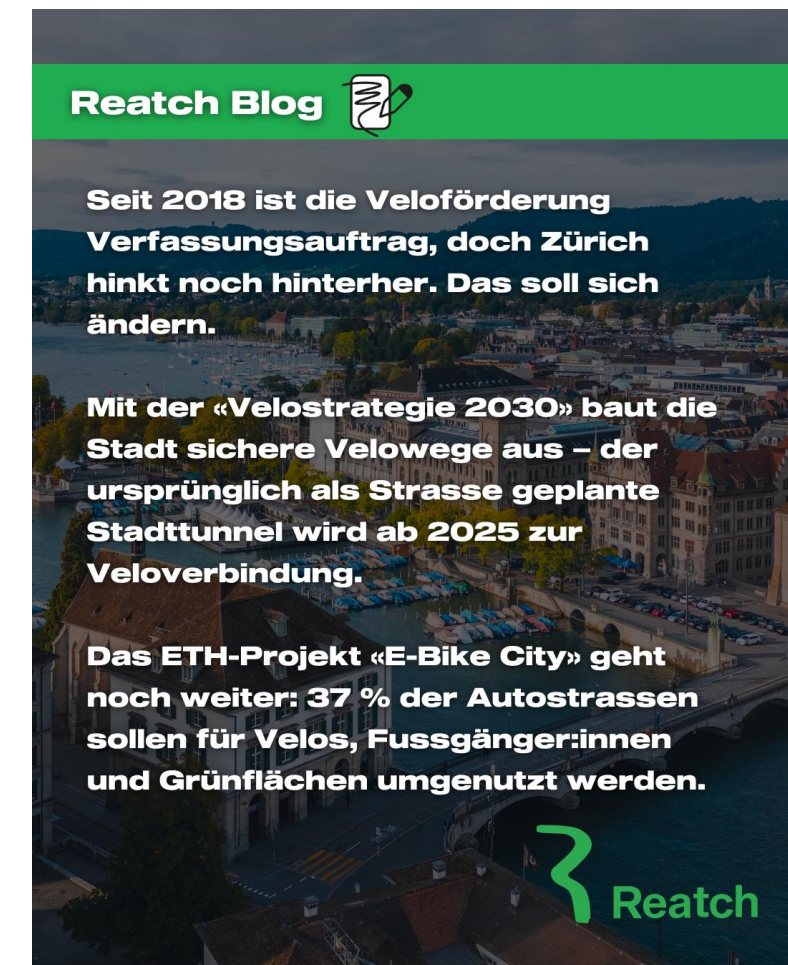 Reatch Blog
Seit 2018 ist die Veloförderung
Verfassungsauftrag, doch Zürich
hinkt noch hinterher. Das soll sich
ändern.
Mit der «Velostrategie 2030» baut die
Stadt sichere Velowege aus – der
ursprünglich als Strasse geplante
Stadttunnel wird ab 2025 zur
Veloverbindung.
Das ETH-Projekt «E-Bike City» geht
noch weiter: 37 % der Autostrassen
sollen für Velos, Fussgänger:innen
und Grünflächen umgenutzt werden.
Reatch